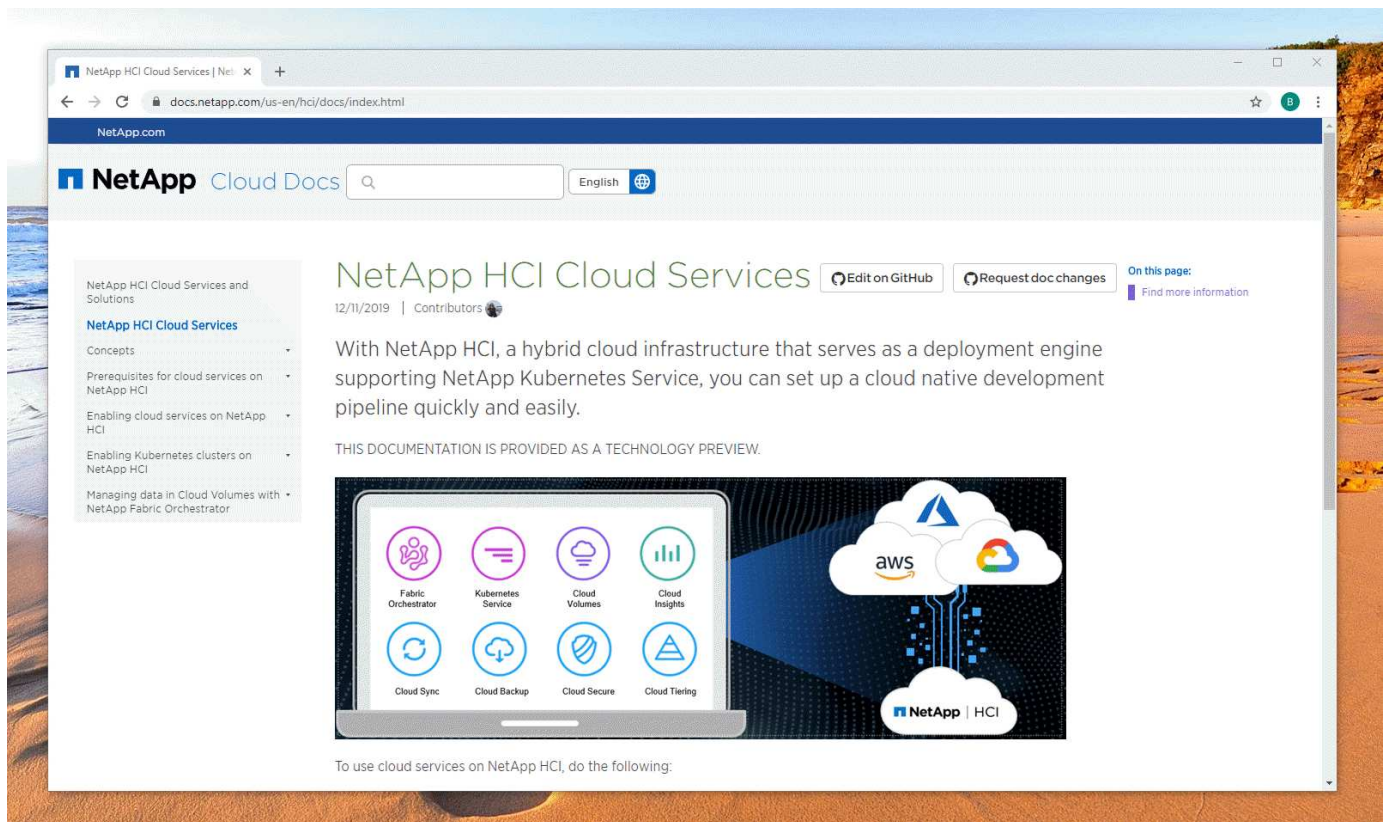 NetApp HCI Cloud Services | Net
docs.netapp.com/us-en/hci/docs/index.html
B
NetApp.com
NetApp Cloud Docs
English
NetApp HCI Cloud Services and
Solutions
NetApp HCI Cloud Services
Concepts
Prerequisites for cloud services on
NetApp HCI
Enabling cloud services on NetApp
HCI
Enabling Kubernetes clusters on
NetApp HCI
Managing data in Cloud Volumes with
NetApp Fabric Orchestrator
NetApp HCI Cloud Services
Edit on GitHub
Request doc changes
12/11/2019 | Contributors
With NetApp HCI, a hybrid cloud infrastructure that serves as a deployment engine
supporting NetApp Kubernetes Service, you can set up a cloud native development
pipeline quickly and easily.
THIS DOCUMENTATION IS PROVIDED AS A TECHNOLOGY PREVIEW.
Fabric
Orchestrator
Kubernetes
Service
Cloud
Volumes
Cloud
Insights
Cloud Sync
Cloud Backup
Cloud Secure
Cloud Tiering
aws
NetApp | HCI
To use cloud services on NetApp HCI, do the following:
On this page:
Find more information